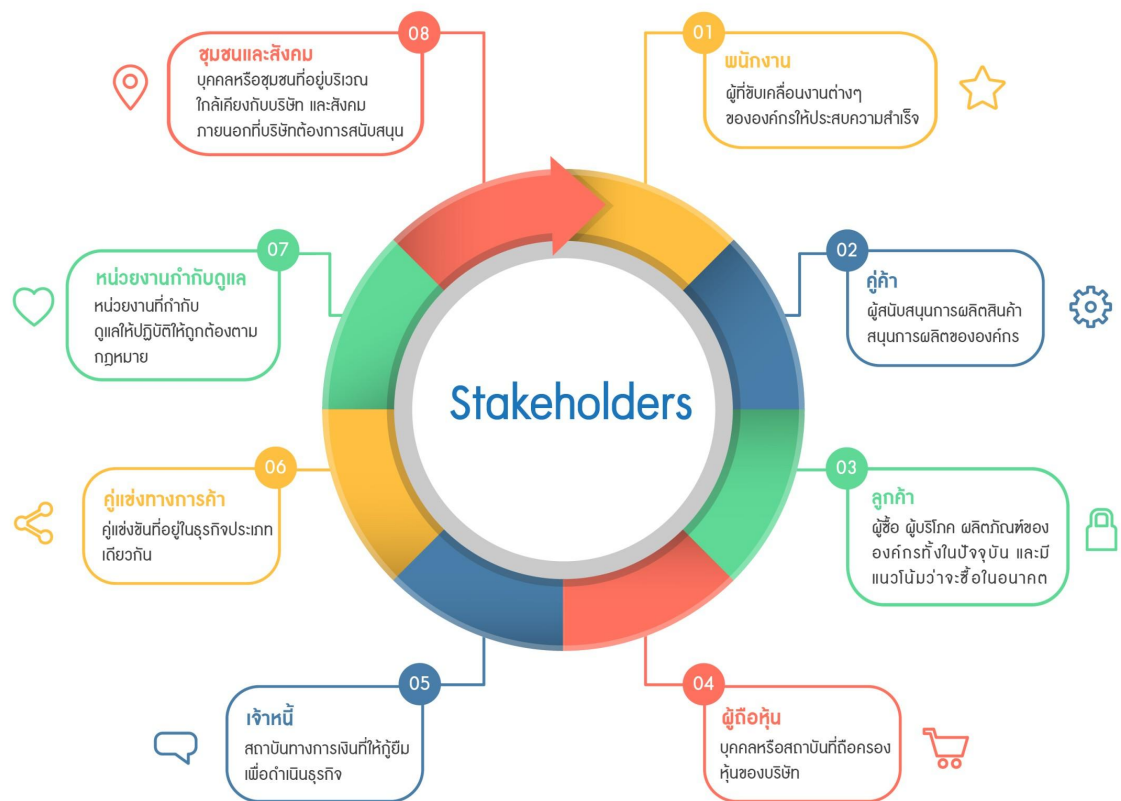 Stakeholders
01
พนักงาน
ผู้ที่ขับเคลื่อนงานต่างๆ
ขององค์กรให้ประสบความสำเร็จ
02
คู่ค้า
ผู้สนับสนุนการผลิตสินค้า
สนุนการผลิตขององค์กร
03
ลูกค้า
ผู้ซื้อ ผู้บริโภค ผลิตภัณฑ์ของ
องค์กรทั้งในปัจจุบัน และมี
แนวโน้มว่าจะซื้อในอนาคต
04
ผู้ถือหุ้น
บุคคลหรือสถาบันที่ถือครอง
หุ้นของบริษัท
05
เจ้าหนี้
สถาบันทางการเงินที่ให้กู้ยืม
เพื่อดำเนินธุรกิจ
06
คู่แข่งทางการค้า
คู่แข่งขันที่อยู่ในธุรกิจประเภท
เดียวกัน
07
หน่วยงานกำกับดูแล
หน่วยงานที่กำกับ
ดูแลให้ปฏิบัติให้ถูกต้องตาม
กฎหมาย
08
ชุมชนและสังคม
บุคคลหรือชุมชนที่อยู่บริเวณ
ใกล้เคียงกับบริษัท และสังคม
ภายนอกที่บริษัทต้องการสนับสนุน